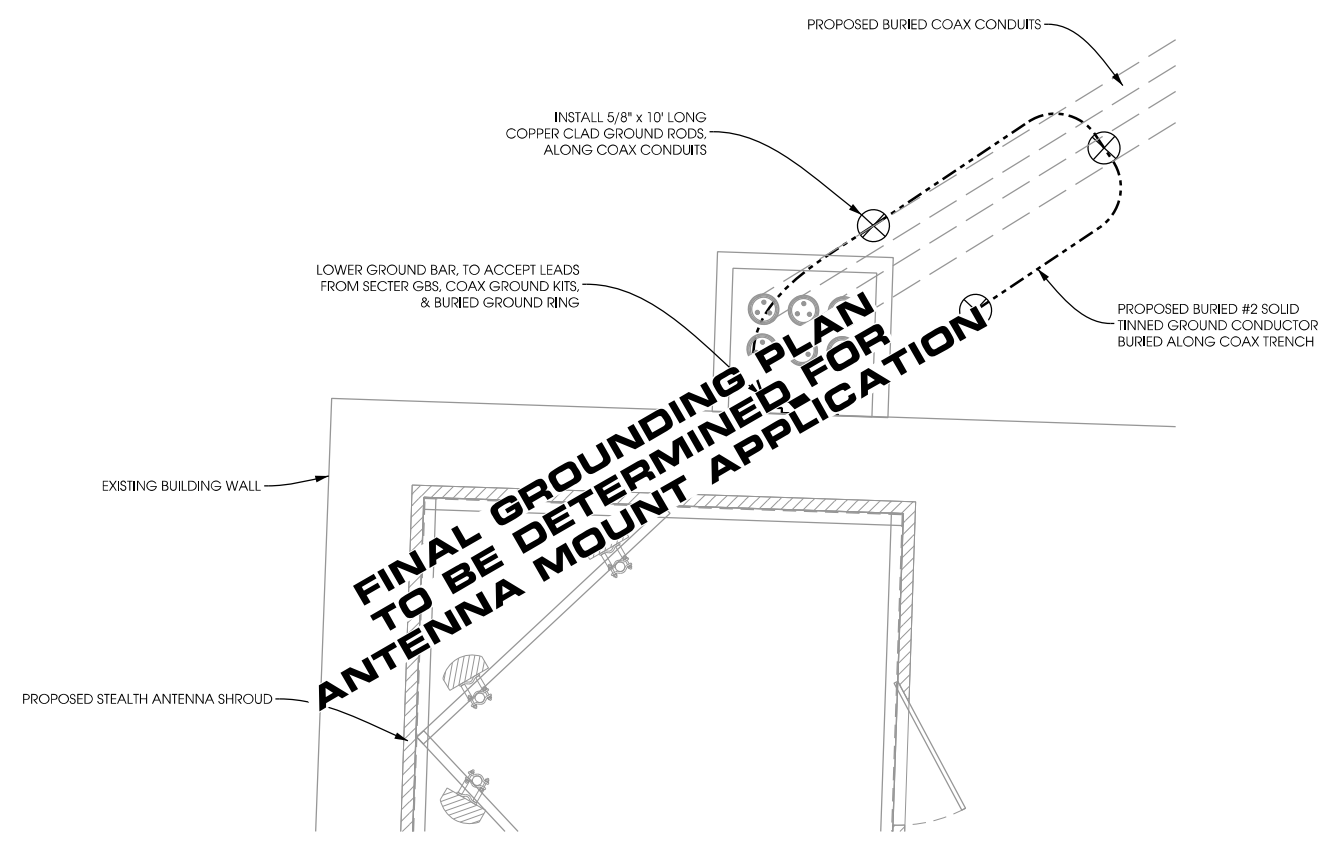 PROPOSED BURIED COAX CONDUITS
INSTALL 5/8" x 10' LONG
COPPER CLAD GROUND RODS,
ALONG COAX CONDUITS
LOWER GROUND BAR, TO ACCEPT LEADS
FROM SECTER GBS, COAX GROUND KITS,
& BURIED GROUND RING
PROPOSED BURIED #2 SOLID
TINNED GROUND CONDUCTOR
BURIED ALONG COAX TRENCH
FINAL GROUNDING PLAN
TO BE DETERMINED FOR
ANTENNA MOUNT APPLICATION
EXISTING BUILDING WALL
PROPOSED STEALTH ANTENNA SHROUD